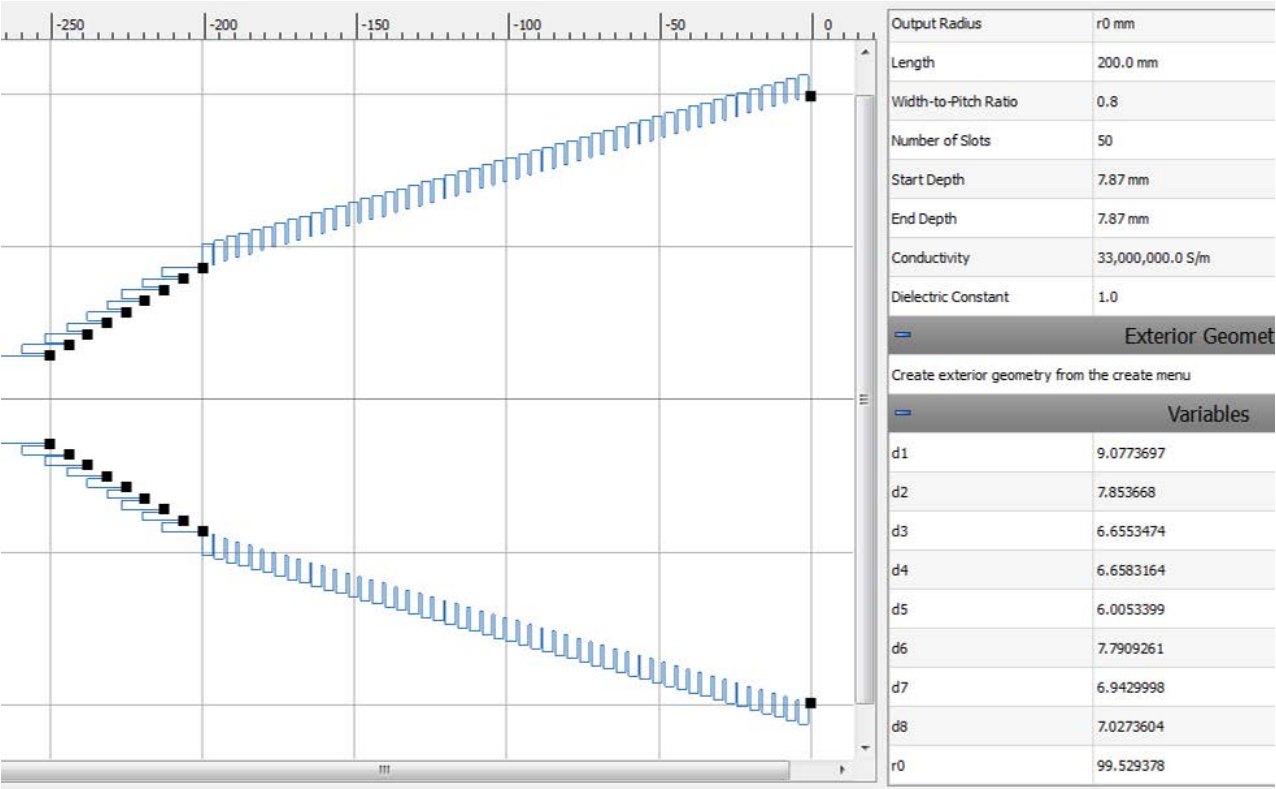 -250 -200 -150 -100 -50 0
Output Radius r0 mm
Length 200.0 mm
Width-to-Pitch Ratio 0.8
Number of Slots 50
Start Depth 7.87 mm
End Depth 7.87 mm
Conductivity 33,000,000.0 S/m
Dielectric Constant 1.0
Exterior Geomet
Create exterior geometry from the create menu
Variables
d1 9.0773697
d2 7.853668
d3 6.6553474
d4 6.6583164
d5 6.0053399
d6 7.7909261
d7 6.9429998
d8 7.0273604
r0 99.529378